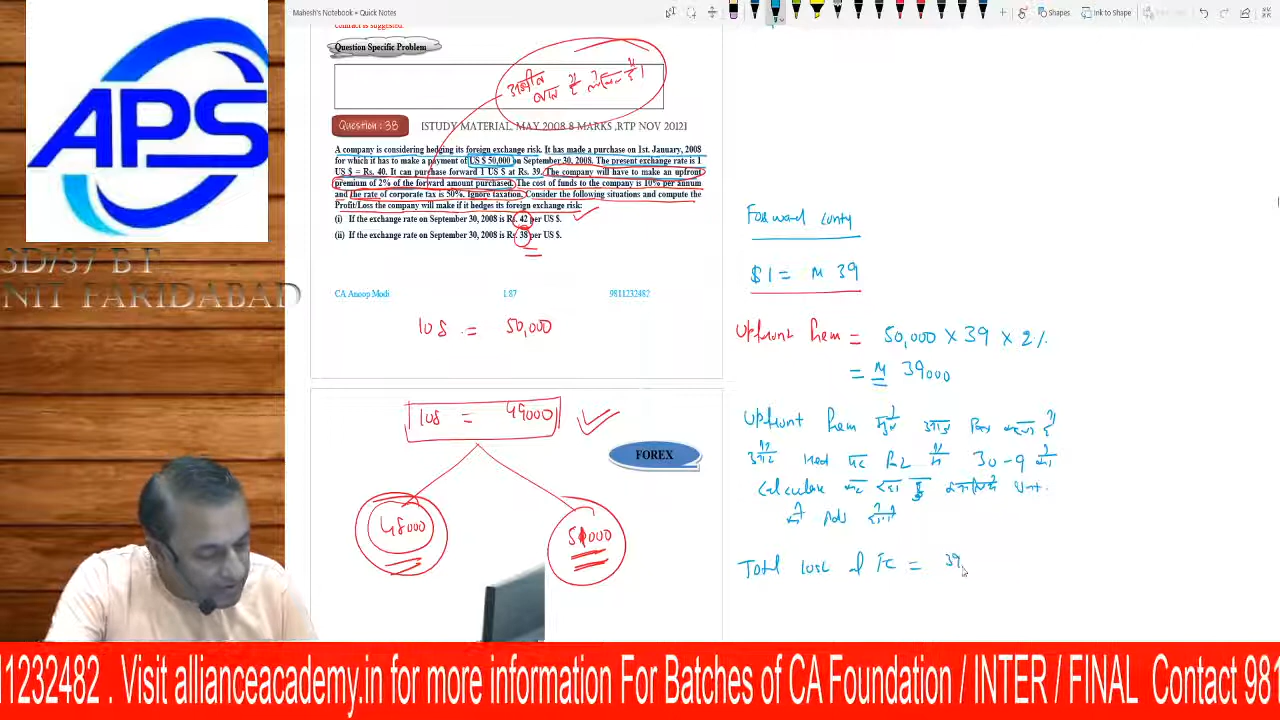 Mahesh's Notebook » Quick Notes
Shapes
Ink to Shape
contract is suggested.
Question Specific Problem
APS
3D/37 B.P.
NIT FARIDABAD
Question : 38
[STUDY MATERIAL, MAY 2008 8 MARKS ,RTP NOV 2012]
A company is considering hedging its foreign exchange risk. It has made a purchase on 1st. January, 2008
for which it has to make a payment of US $ 50,000 on September 30, 2008. The present exchange rate is 1
US $ = Rs. 40. It can purchase forward 1 US $ at Rs. 39. The company will have to make an upfront
premium of 2% of the forward amount purchased. The cost of funds to the company is 10% per annum
and the rate of corporate tax is 50%. Ignore taxation. Consider the following situations and compute the
Profit/Loss the company will make if it hedges its foreign exchange risk:
(i) If the exchange rate on September 30, 2008 is Rs. 42 per US $.
(ii) If the exchange rate on September 30, 2008 is Rs. 38 per US $.
CA Anoop Modi
1.87
9811232482
50,000
49000
FOREX
48000
51000
Forward
$1 = 39
Upfront Prem = 50,000 × 39 × 2%
= 39000
Upfront Prem
30-9
Calculate
Total = 39
11232482 . Visit allianceacademy.in for more information For Batches of CA Foundation / INTER / FINAL Contact 981